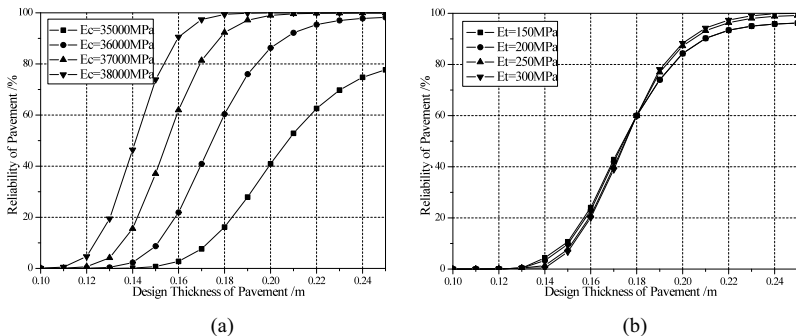 100
80
60
40
20
0
Reliability of Pavement /%
Ec=35000MPa
Ec=36000MPa
Ec=37000MPa
Ec=38000MPa
0.10 0.12 0.14 0.16 0.18 0.20 0.22 0.24
Design Thickness of Pavement /m
(a)
100
80
60
40
20
0
Reliability of Pavement /%
Et=150MPa
Et=200MPa
Et=250MPa
Et=300MPa
0.10 0.12 0.14 0.16 0.18 0.20 0.22 0.24
Design Thickness of Pavement /m
(b)